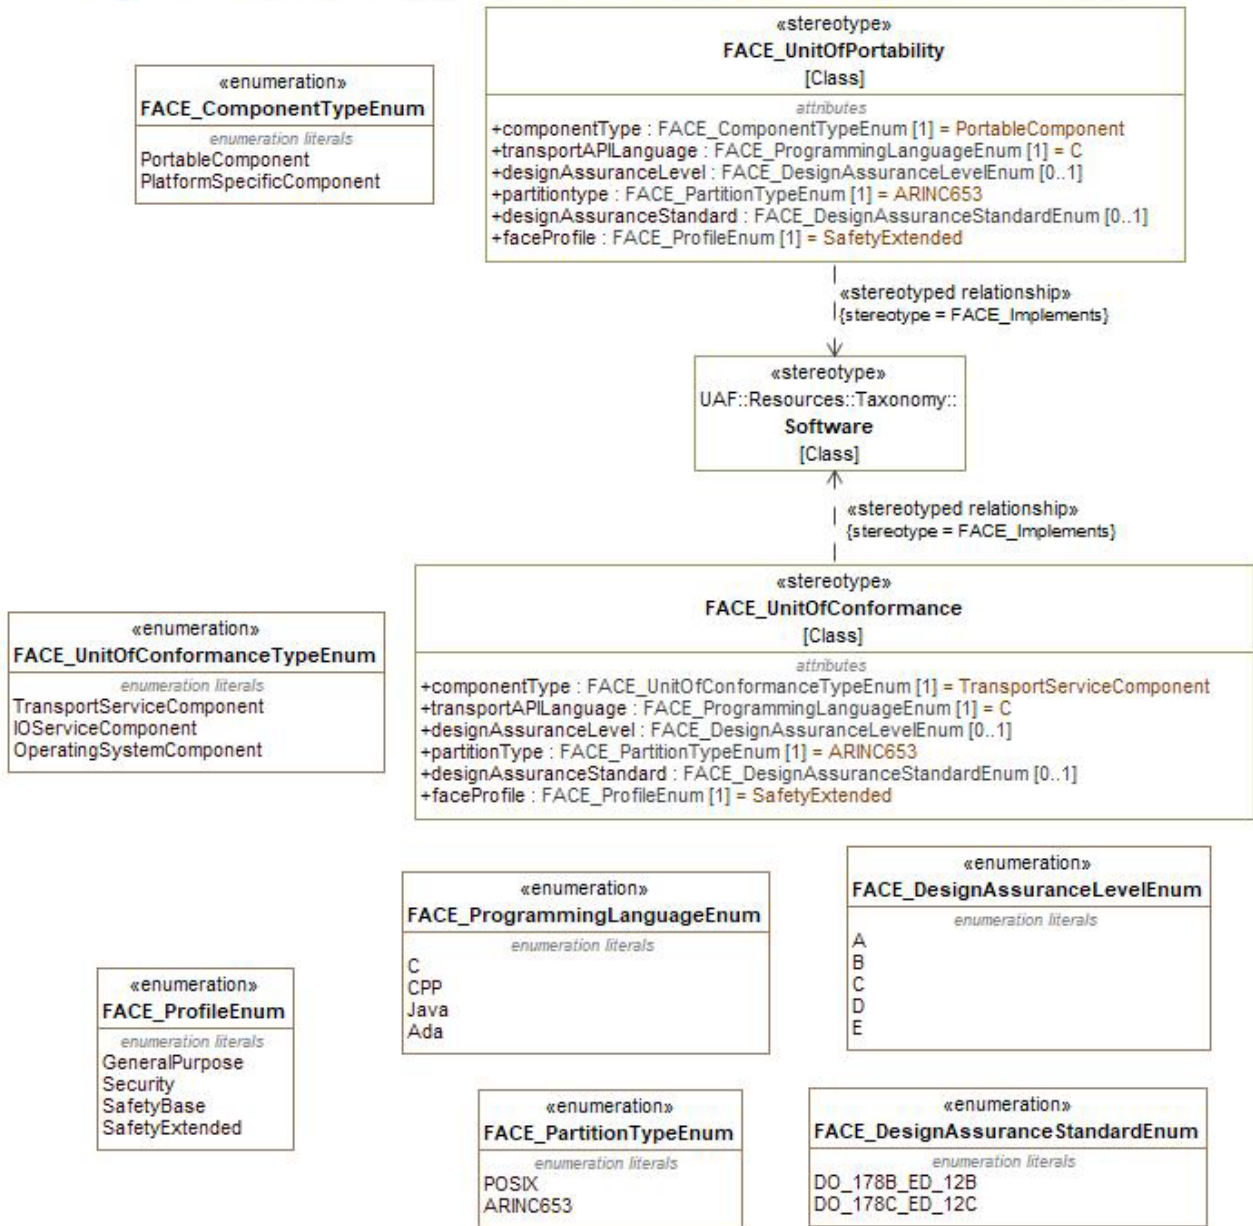 «stereotype»
FACE_UnitOfPortability
[Class]
attributes
+componentType : FACE_ComponentTypeEnum [1] = PortableComponent
+transportAPILanguage : FACE_ProgrammingLanguageEnum [1] = C
+designAssuranceLevel : FACE_DesignAssuranceLevelEnum [0..1]
+partitiontype : FACE_PartitionTypeEnum [1] = ARINC653
+designAssuranceStandard : FACE_DesignAssuranceStandardEnum [0..1]
+faceProfile : FACE_ProfileEnum [1] = SafetyExtended
«enumeration»
FACE_ComponentTypeEnum
enumeration literals
PortableComponent
PlatformSpecificComponent
«stereotyped relationship»
{stereotype = FACE_Implements}
«stereotype»
UAF::Resources::Taxonomy::
Software
[Class]
«stereotyped relationship»
{stereotype = FACE_Implements}
«stereotype»
FACE_UnitOfConformance
[Class]
attributes
+componentType : FACE_UnitOfConformanceTypeEnum [1] = TransportServiceComponent
+transportAPILanguage : FACE_ProgrammingLanguageEnum [1] = C
+designAssuranceLevel : FACE_DesignAssuranceLevelEnum [0..1]
+partitionType : FACE_PartitionTypeEnum [1] = ARINC653
+designAssuranceStandard : FACE_DesignAssuranceStandardEnum [0..1]
+faceProfile : FACE_ProfileEnum [1] = SafetyExtended
«enumeration»
FACE_UnitOfConformanceTypeEnum
enumeration literals
TransportServiceComponent
IOServiceComponent
OperatingSystemComponent
«enumeration»
FACE_ProgrammingLanguageEnum
enumeration literals
C
CPP
Java
Ada
«enumeration»
FACE_DesignAssuranceLevelEnum
enumeration literals
A
B
C
D
E
«enumeration»
FACE_ProfileEnum
enumeration literals
GeneralPurpose
Security
SafetyBase
SafetyExtended
«enumeration»
FACE_PartitionTypeEnum
enumeration literals
POSIX
ARINC653
«enumeration»
FACE_DesignAssuranceStandardEnum
enumeration literals
DO_178B_ED_12B
DO_178C_ED_12C